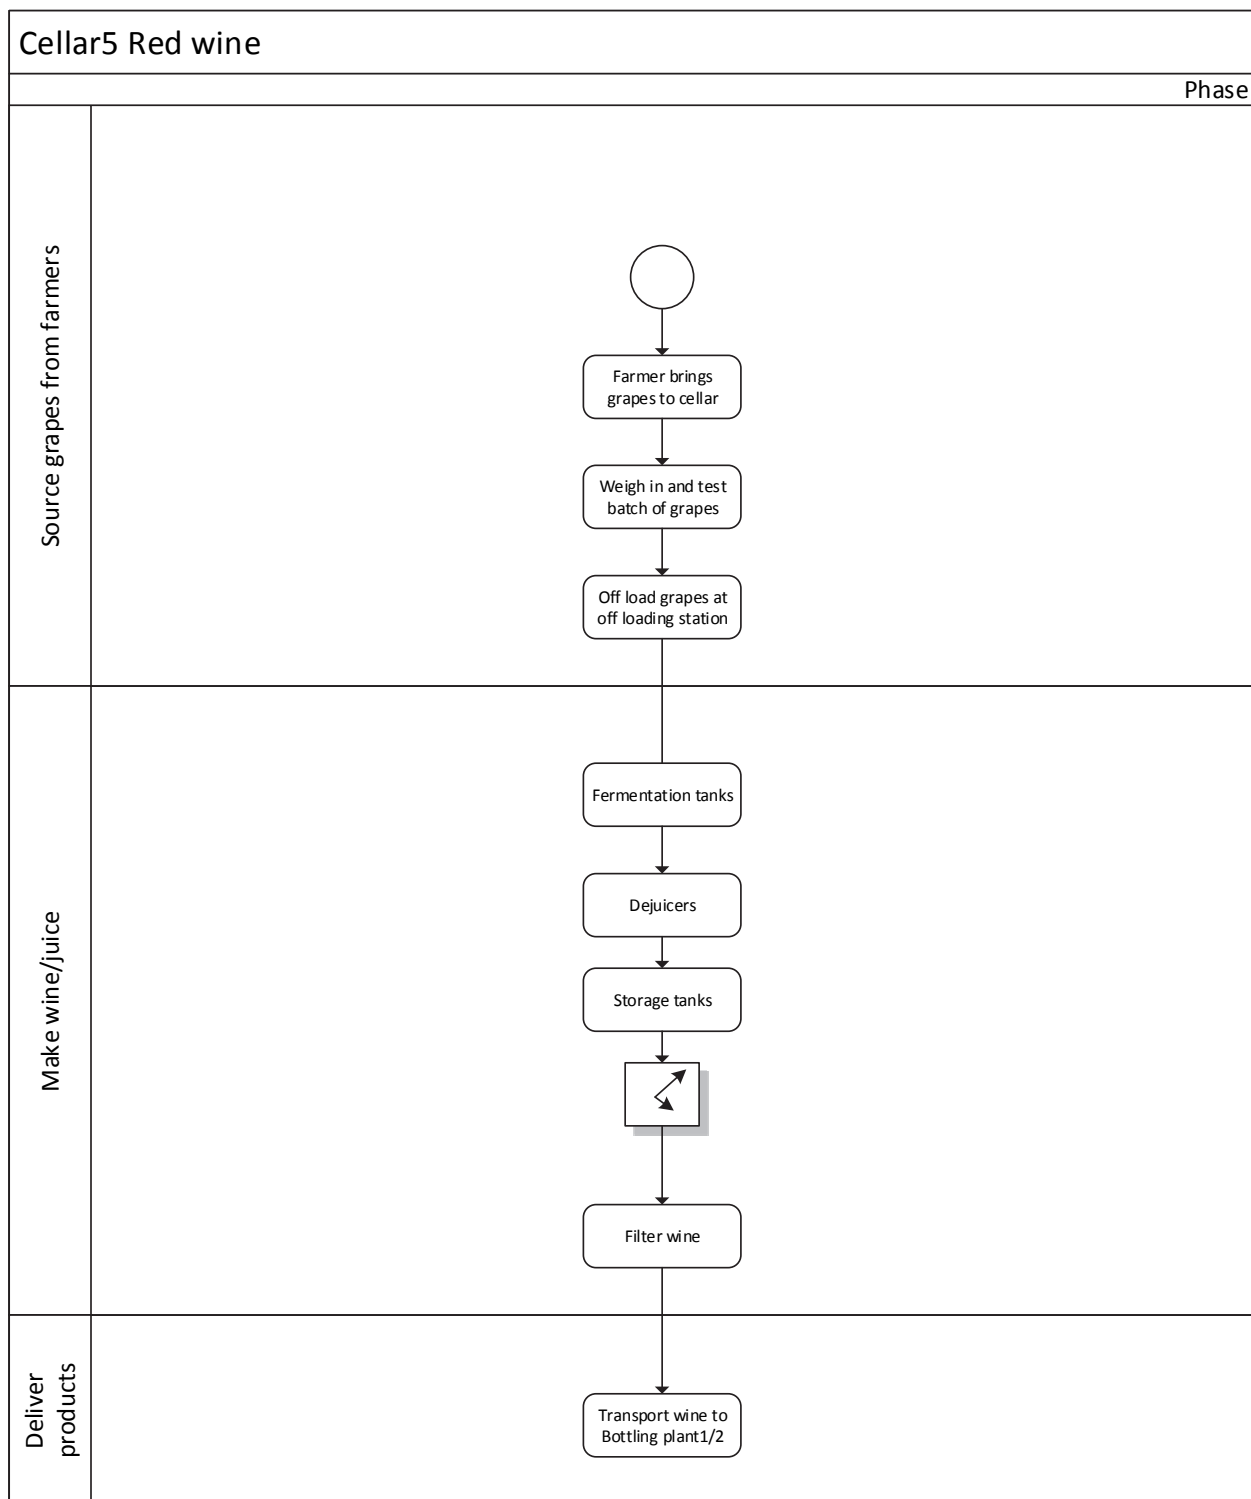 Cellar5 Red wine
Phase
Source grapes from farmers
Farmer brings
grapes to cellar
Weigh in and test
batch of grapes
Off load grapes at
off loading station
Make wine/juice
Fermentation tanks
Dejuicers
Storage tanks
Filter wine
Deliver
products
Transport wine to
Bottling plant1/2